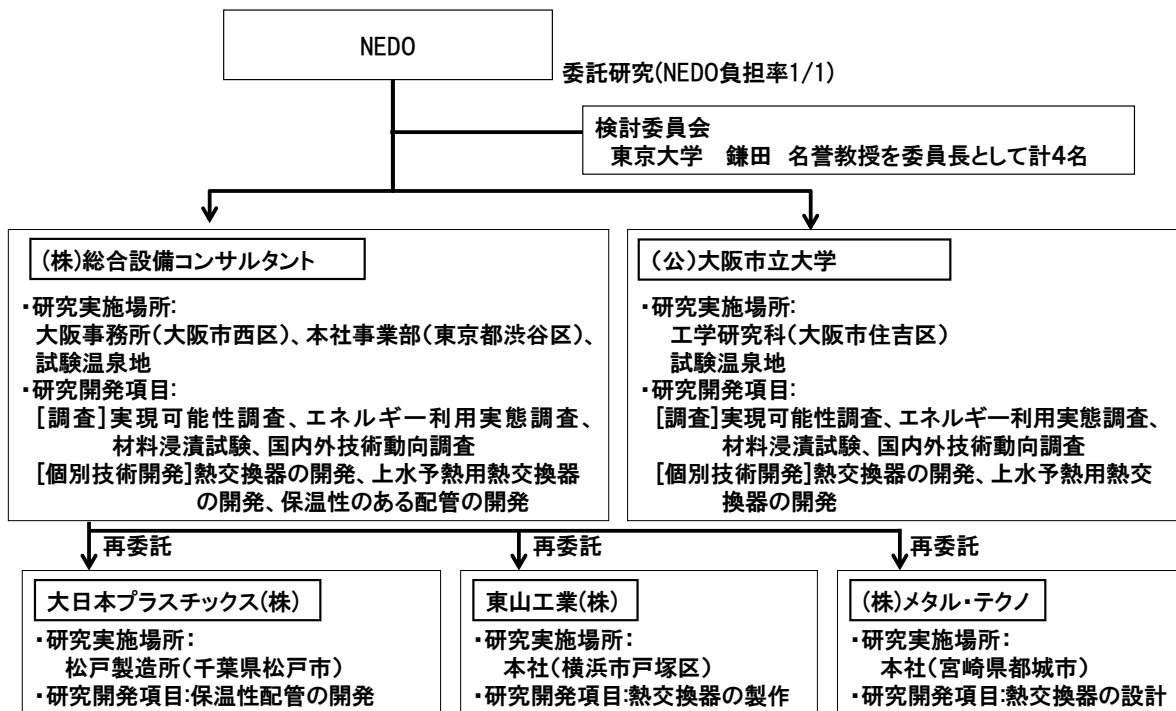 NEDO
委託研究(NEDO負担率1/1)
検討委員会
東京大学 鎌田 名誉教授を委員長として計4名
(株)総合設備コンサルタント
・研究実施場所:
大阪事務所(大阪市西区)、本社事業部(東京都渋谷区)、
試験温泉地
・研究開発項目:
[調査]実現可能性調査、エネルギー利用実態調査、
材料浸漬試験、国内外技術動向調査
[個別技術開発]熱交換器の開発、上水予熱用熱交換器
の開発、保温性のある配管の開発
(公)大阪市立大学
・研究実施場所:
工学研究科(大阪市住吉区)
試験温泉地
・研究開発項目:
[調査]実現可能性調査、エネルギー利用実態調査、
材料浸漬試験、国内外技術動向調査
[個別技術開発]熱交換器の開発、上水予熱用熱交
換器の開発
再委託
再委託
再委託
大日本プラスチックス(株)
・研究実施場所:
松戸製造所(千葉県松戸市)
・研究開発項目:保温性配管の開発
東山工業(株)
・研究実施場所:
本社(横浜市戸塚区)
・研究開発項目:熱交換器の製作
(株)メタル・テクノ
・研究実施場所:
本社(宮崎県都城市)
・研究開発項目:熱交換器の設計